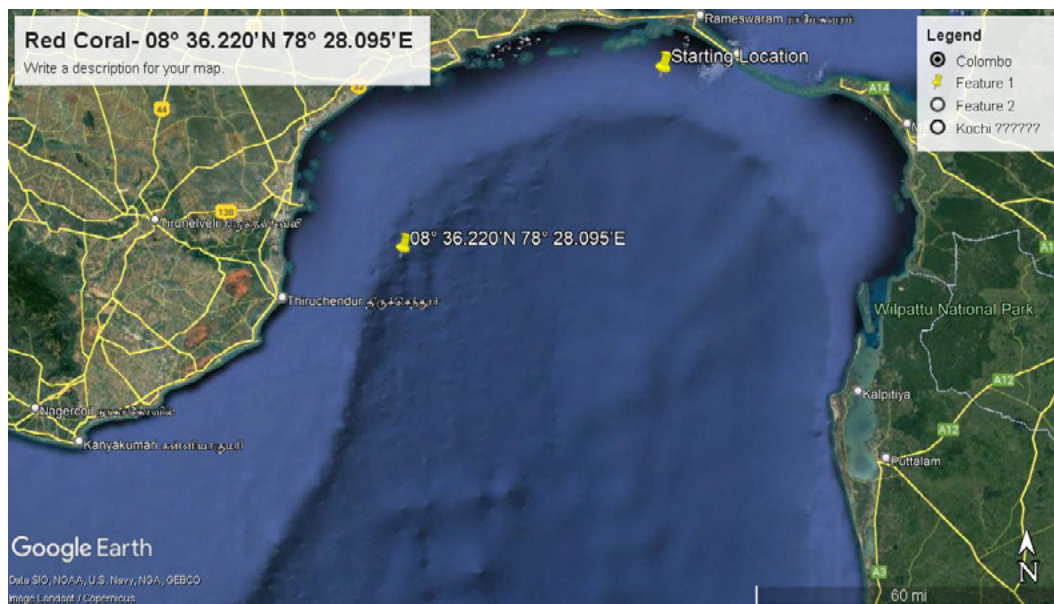 Red Coral- 08° 36.220’N 78° 28.095’E
Write a description for your map.
Rameswaram
Starting Location
Legend
Colombo
Feature 1
Feature 2
Kochi ??????
A14
32
44
138
Tirunelveli திருநெல்வேலி
08° 36.220’N 78° 28.095’E
Thiruchendur திருச்செந்தூர்
Wilpattu National Park
A12
Kalpitiya
Nagercoil நாகர்கோவில்
A12
Kanyakumari கன்னியாகுமரி
Puttalam
Google Earth
N
A3
Data SIO, NOAA, U.S. Navy, NGA, GEBCO
Image Landsat / Copernicus
60 mi